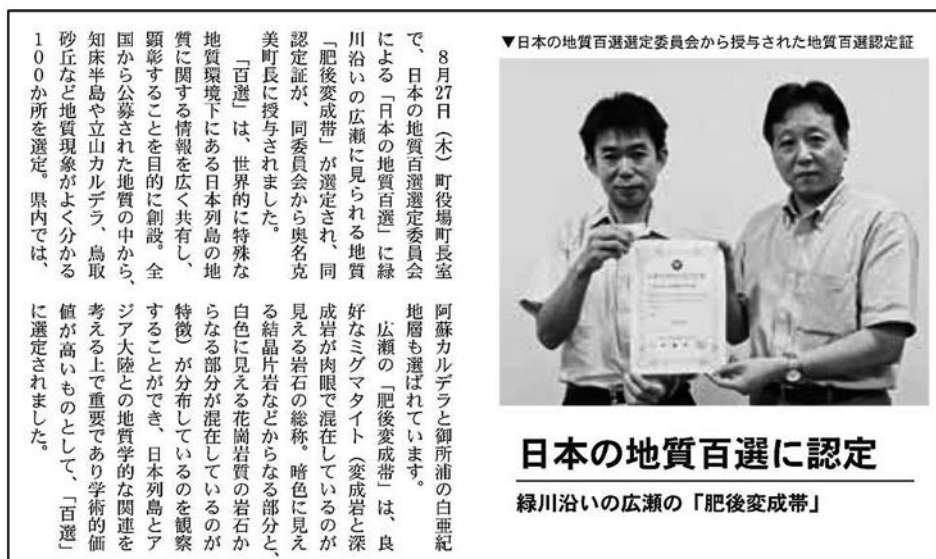 ▼日本の地質百選選定委員会から授与された地質百選認定証
日本の地質百選に認定
緑川沿いの広瀬の「肥後変成帯」
８月27日（木）町役場町長室
で、日本の地質百選選定委員会
による「日本の地質百選」に緑
川沿いの広瀬に見られる地質
「肥後変成帯」が選定され、同
認定証が、同委員会から奥名克
美町長に授与されました。
「百選」は、世界的に特殊な
地質環境下にある日本列島の地
質に関する情報を広く共有し、
顕彰することを目的に創設。全
国から公募された地質の中から、
知床半島や立山カルデラ、鳥取
砂丘など地質現象がよく分かる
１００か所を選定。県内では、
阿蘇カルデラと御所浦の白亜紀
地層も選ばれています。
広瀬の「肥後変成帯」は、良
好なミグマタイト（変成岩と深
成岩が肉眼で混在しているのが
見える岩石の総称。暗色に見え
る結晶片岩などからなる部分と、
白色に見える花崗岩質の岩石か
らなる部分が混在しているのが
特徴）が分布しているのを観察
することができ、日本列島とア
ジア大陸との地質学的な関連を
考える上で重要であり学術的価
値が高いものとして、「百選」
に選定されました。